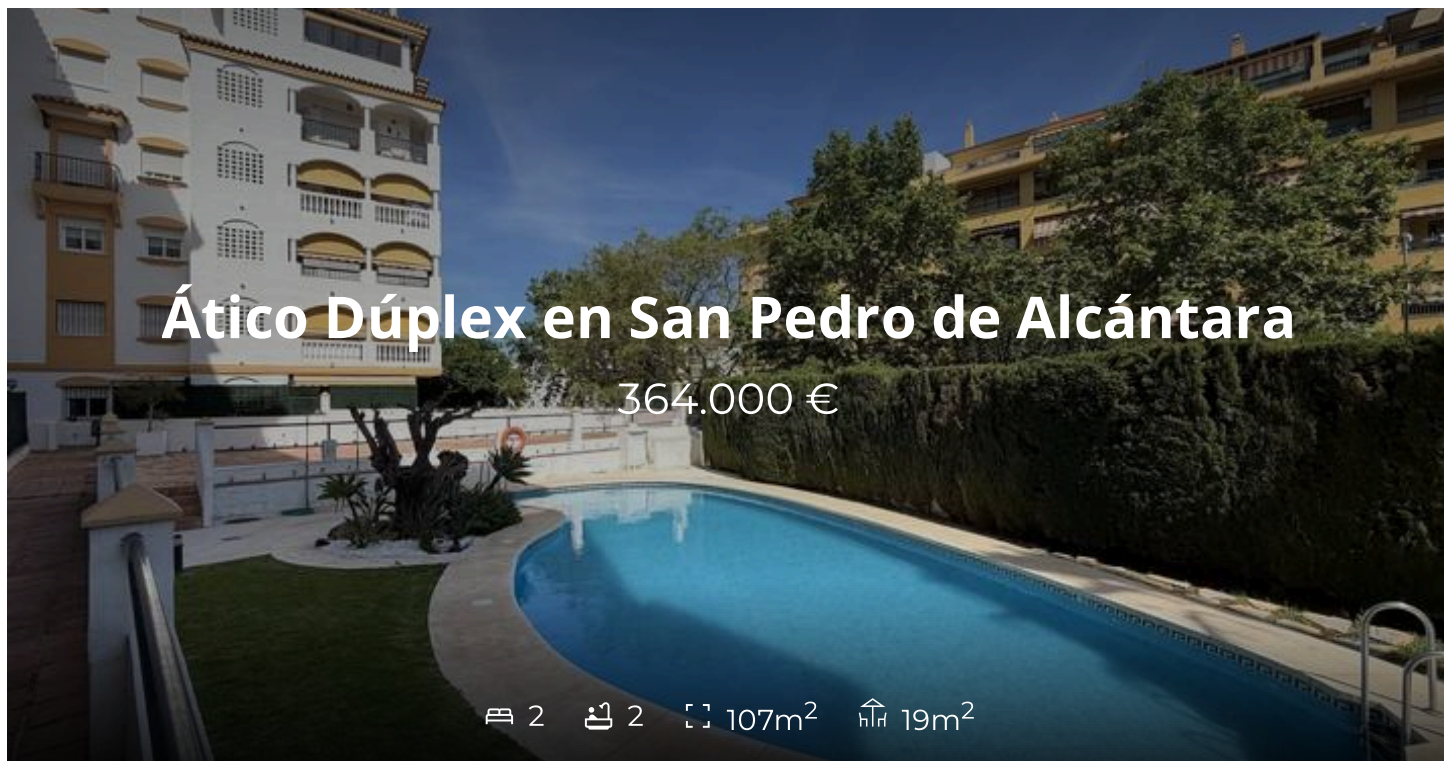 Ático Dúplex en San Pedro de Alcántara
364.000 €
2 2 107m² 19m²